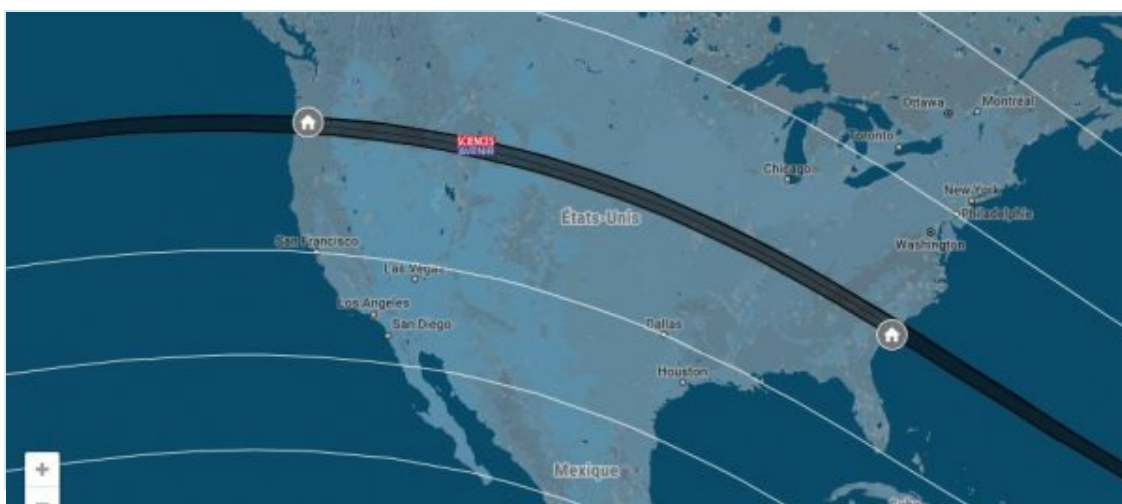 Ottawa
Montréal
Toronto
SCIENCES
Chicago
New York
Philadelphie
États-Unis
Washington
San Francisco
Las Vegas
Los Angeles
San Diego
Dallas
Houston
Mexique
Cuba
+